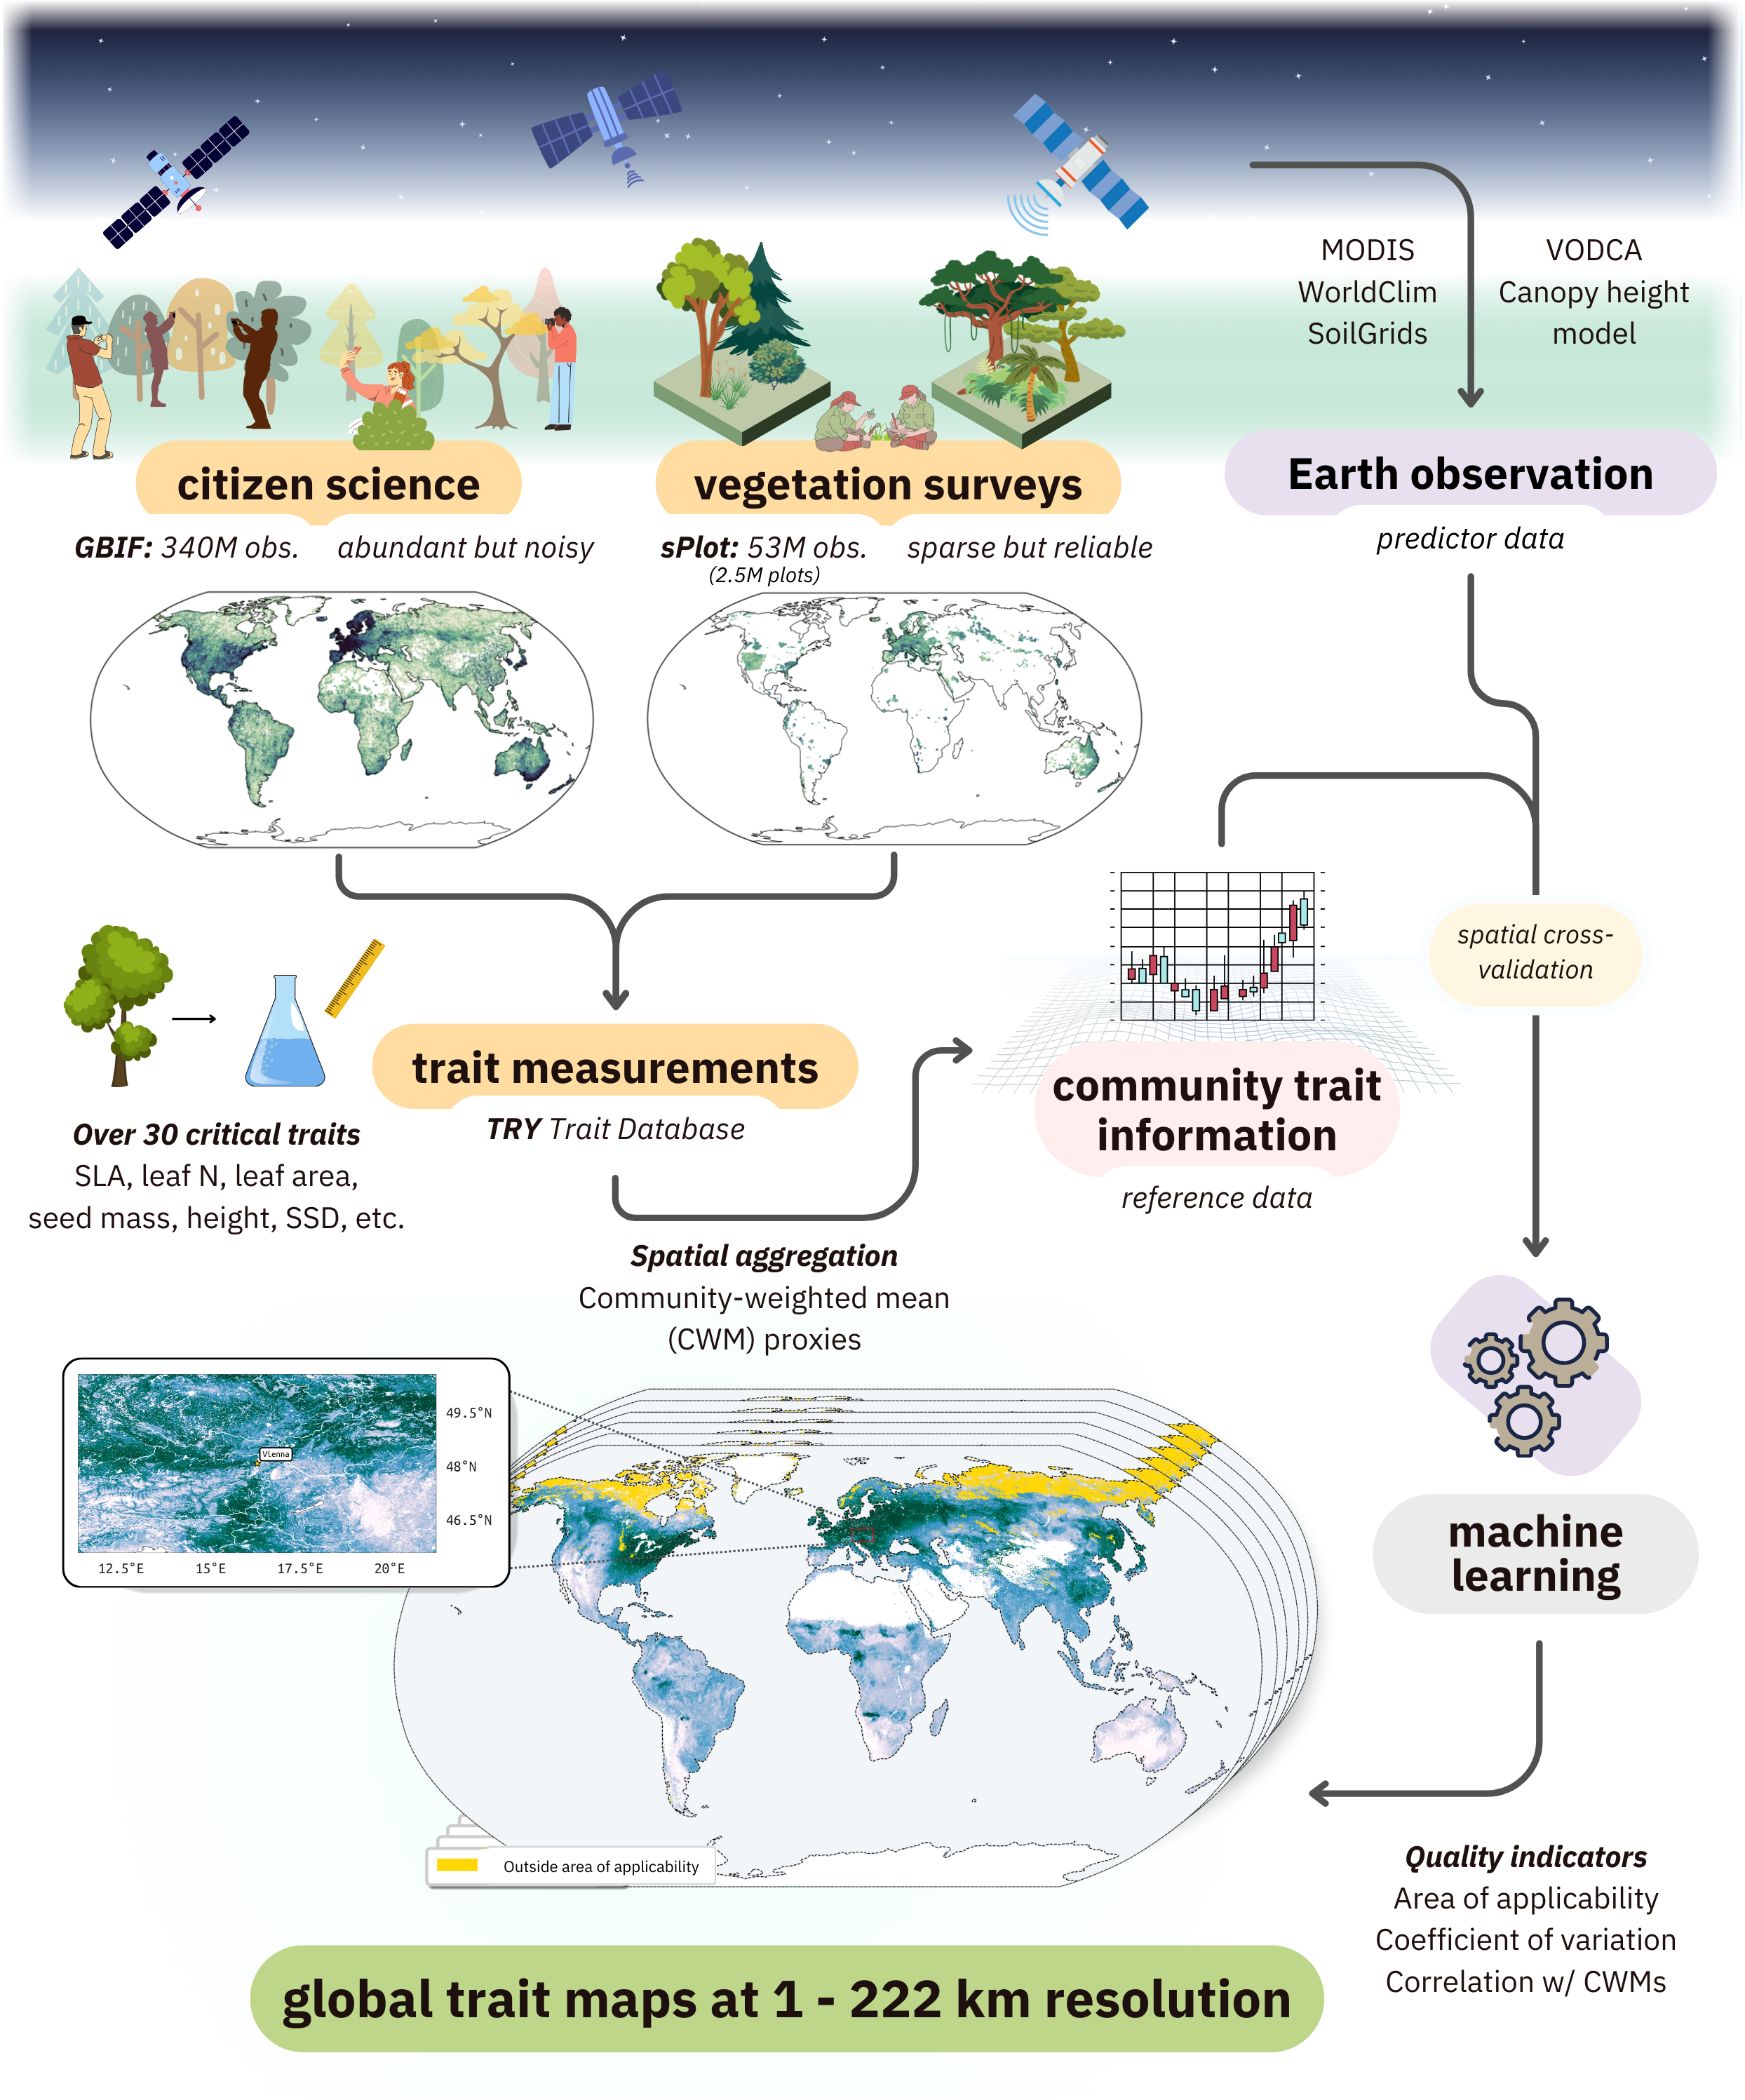 MODIS
WorldClim
SoilGrids
VODCA
Canopy height
model
citizen science
GBIF: 340M obs.
abundant but noisy
vegetation surveys
sPlot: 53M obs.
(2.5M plots)
sparse but reliable
Earth observation
predictor data
spatial cross-
validation
trait measurements
TRY Trait Database
Over 30 critical traits
SLA, leaf N, leaf area,
seed mass, height, SSD, etc.
community trait
information
reference data
Spatial aggregation
Community-weighted mean
(CWM) proxies
Vienna
49.5°N
48°N
46.5°N
12.5°E
15°E
17.5°E
20°E
machine
learning
Outside area of applicability
Quality indicators
Area of applicability
Coefficient of variation
Correlation w/ CWMs
global trait maps at 1 - 222 km resolution